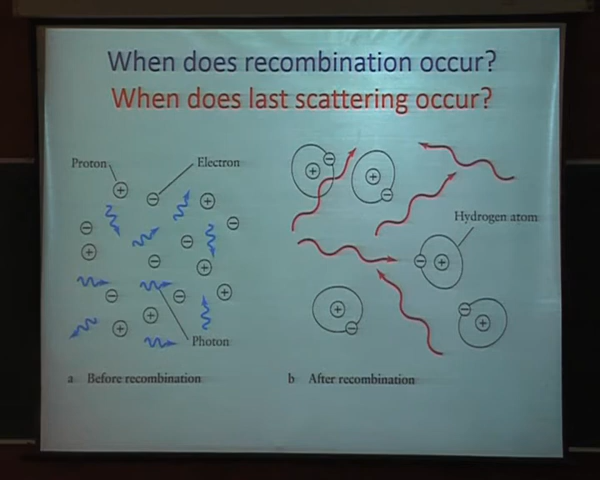 When does recombination occur?
When does last scattering occur?
Proton
Electron
Photon
a Before recombination
Hydrogen atom
b After recombination